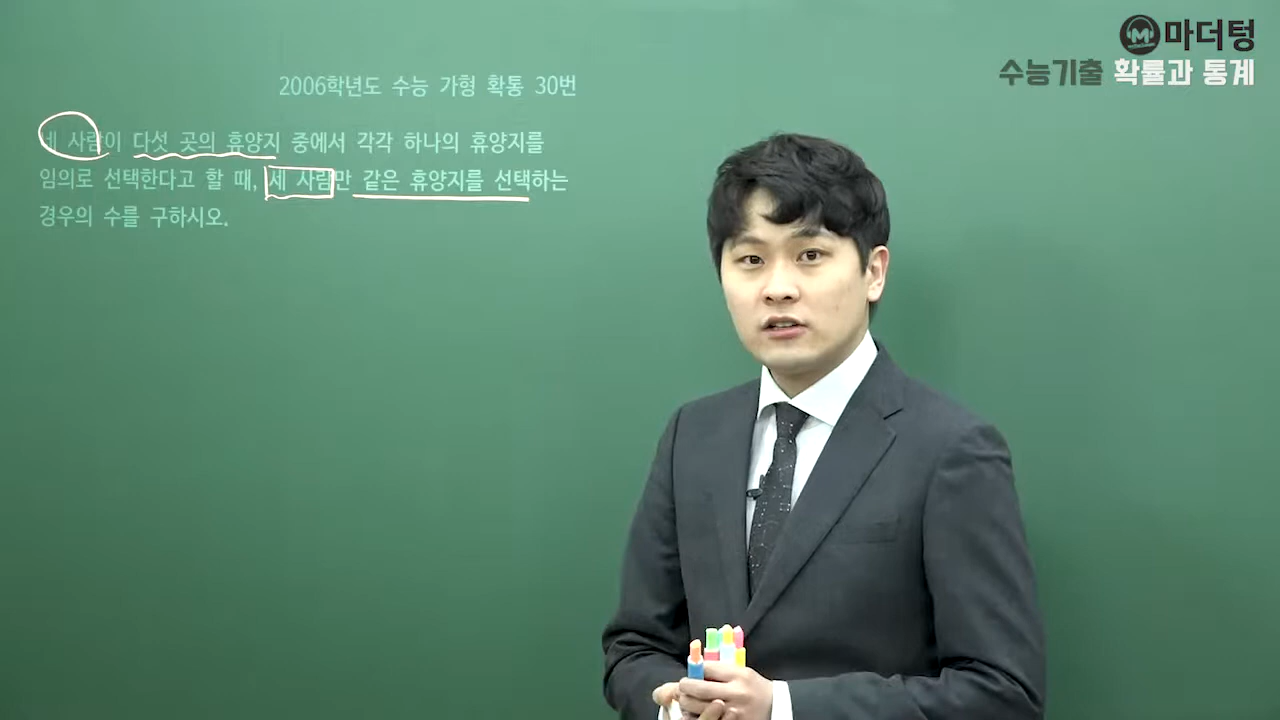 마더텅
수능기출 확률과 통계
2006학년도 수능 가형 확통 30번
네 사람이 다섯 곳의 휴양지 중에서 각각 하나의 휴양지를
임의로 선택한다고 할 때, 세 사람만 같은 휴양지를 선택하는
경우의 수를 구하시오.